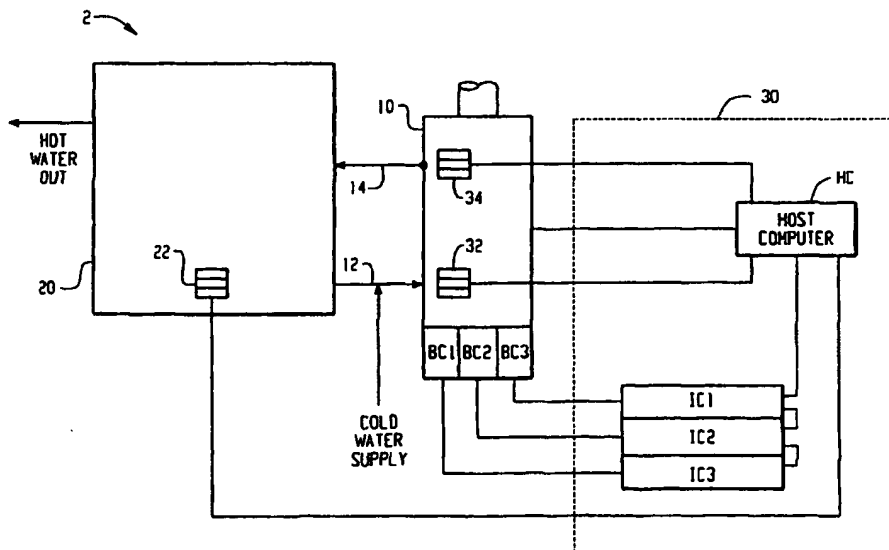 2
30
10
HC
HOT
WATER
OUT
14
34
HOST
COMPUTER
22
12
32
20
BC1 BC2 BC3
IC1
COLD
WATER
SUPPLY
IC2
IC3